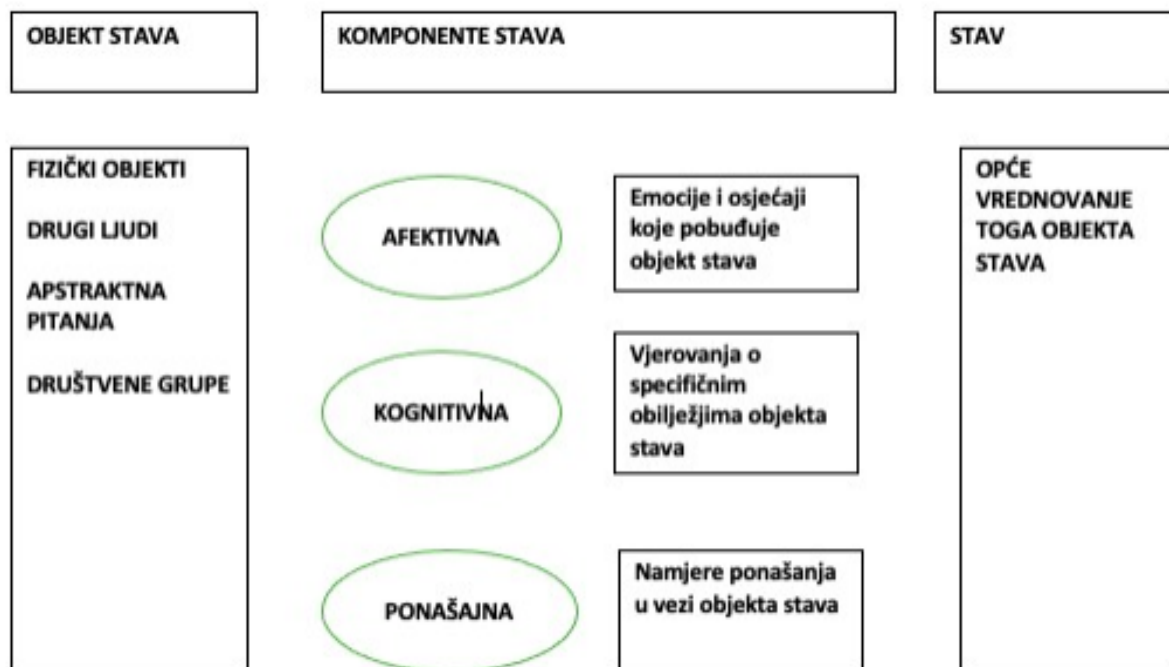 OBJEKT STAVA
KOMPONENTE STAVA
STAV
FIZIČKI OBJEKTI
DRUGI LJUDI
APSTRAKTNA
PITANJA
DRUŠTVENE GRUPE
AFEKTIVNA
Emocije i osjećaji
koje pobuđuje
objekt stava
KOGNITIVNA
Vjerovanja o
specifičnim
obilježjima objekta
stava
PONAŠAJNA
Namjere ponašanja
u vezi objekta stava
OPĆE
VREDNOVANJE
TOGA OBJEKTA
STAVA